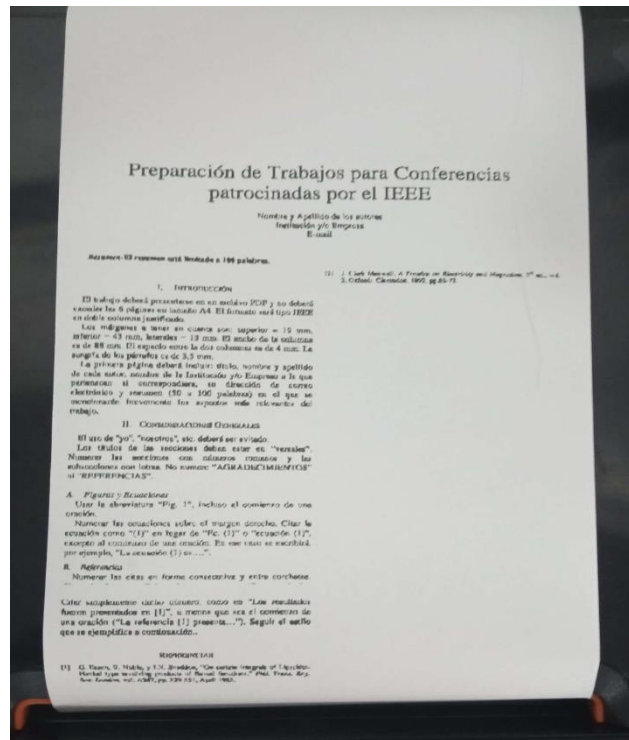 Preparación de Trabajos para Conferencias
patrocinadas por el IEEE
Nombre y Apellido de los autores
Institución y/o Empresa
E-mail
Resumen–El resumen está limitado a 100 palabras.
I. INTRODUCCIÓN
El trabajo deberá presentarse en un archivo PDF y no deberá
exceder las 6 páginas en tamaño A4. El formato será tipo IEEE
en doble columna justificado.
Los márgenes a tener en cuenta son: superior = 19 mm,
inferior = 43 mm, laterales = 13 mm. El ancho de la columna
es de 88 mm. El espacio entre la dos columnas es de 4 mm. La
sangría de los párrafos es de 3,5 mm.
La primera página deberá incluir: título, nombre y apellido
de cada autor, nombre de la Institución y/o Empresa a la que
pertenecen si correspondiera, su dirección de correo
electrónico y resumen (50 a 100 palabras) en el que se
mencionarán brevemente los aspectos más relevantes del
trabajo.
II. CONSIDERACIONES GENERALES
El uso de "yo", "nosotros", etc. deberá ser evitado.
Los títulos de las secciones deben estar en "versales".
Numerar las secciones con números romanos y las
subsecciones con letras. No numerar "AGRADECIMIENTOS"
ni "REFERENCIAS".
A. Figuras y Ecuaciones
Usar la abreviatura "Fig. 1", incluso al comienzo de una
oración.
Numerar las ecuaciones sobre el margen derecho. Citar la
ecuación como "(1)" en lugar de "Ec. (1)" o "ecuación (1)",
excepto al comienzo de una oración. En ese caso se escribirá,
por ejemplo, "La ecuación (1) es….".
B. Referencias
Numerar las citas en forma consecutiva y entre corchetes.
Citar simplemente dicho número, como en "Los resultados
fueron presentados en [1]", a menos que sea el comienzo de
una oración ("La referencia [1] presenta..."). Seguir el estilo
que se ejemplifica a continuación..
REFERENCIAS
[1] G. Eason, B. Noble, y I.N. Sneddon, "On certain integrals of Lipschitz-
Hankel type involving products of Bessel functions," Phil. Trans. Roy.
Soc. London, vol. A247, pp. 529-551, April 1955.
[2] J. Clerk Maxwell, A Treatise on Electricity and Magnetism, 3rd ed., vol.
2. Oxford: Clarendon, 1892, pp.68-73.